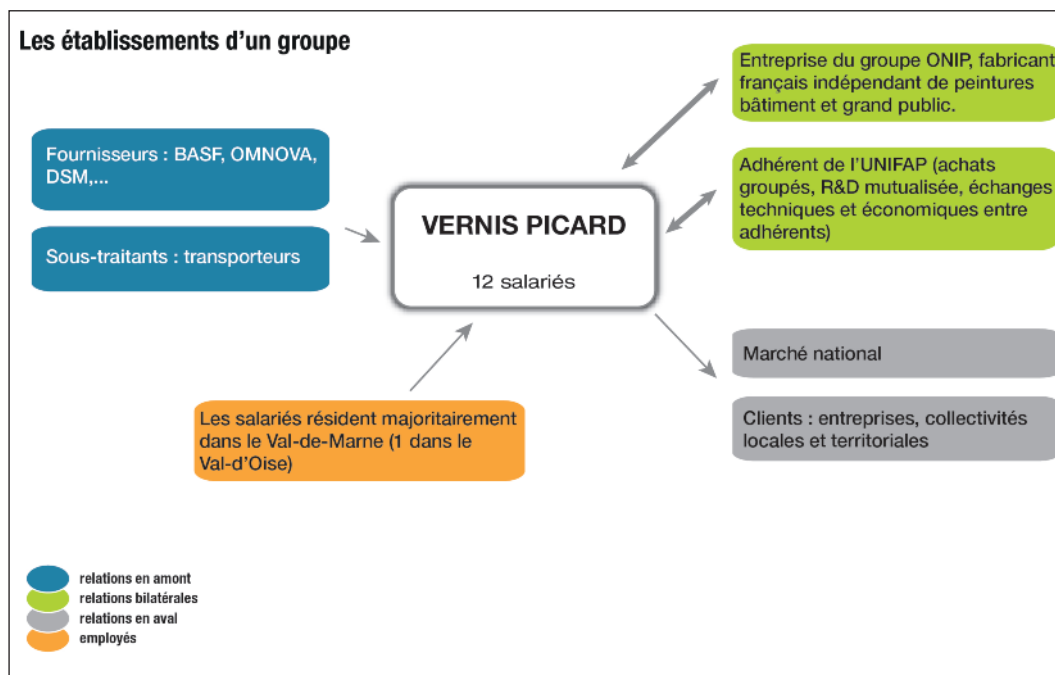 Les établissements d'un groupe
Entreprise du groupe ONIP, fabricant
français indépendant de peintures
bâtiment et grand public.
Fournisseurs : BASF, OMNOVA,
DSM,...
Adhérent de l'UNIFAP (achats
groupés, R&D mutualisée, échanges
techniques et économiques entre
adhérents)
Sous-traitants : transporteurs
VERNIS PICARD
12 salariés
Marché national
Clients : entreprises, collectivités
locales et territoriales
Les salariés résident majoritairement
dans le Val-de-Marne (1 dans le
Val-d'Oise)
relations en amont
relations bilatérales
relations en aval
employés